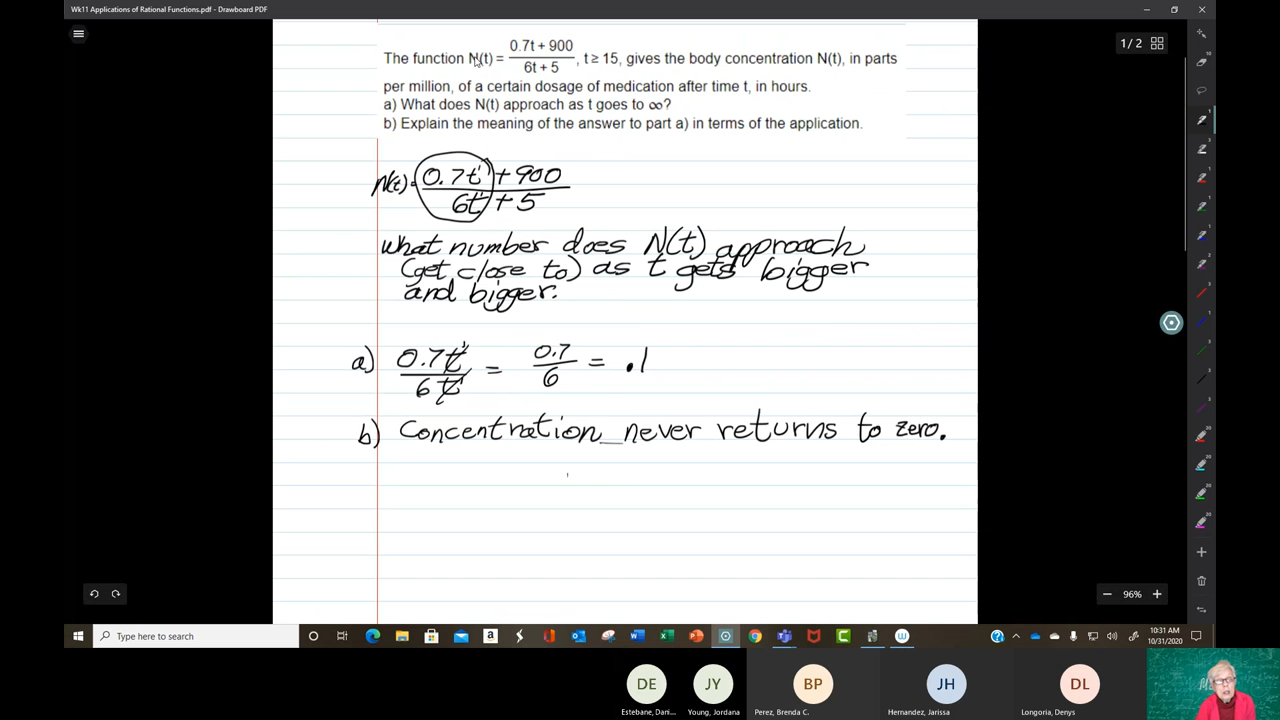 Wk11 Applications of Rational Functions.pdf - Drawboard PDF
1 / 2
The function N(t) = 0.7t + 900 / 6t + 5 , t ≥ 15, gives the body concentration N(t), in parts
per million, of a certain dosage of medication after time t, in hours.
a) What does N(t) approach as t goes to ∞?
b) Explain the meaning of the answer to part a) in terms of the application.
N(t) = 0.7t' + 900 / 6t' + 5
what number does N(t) approach
(get close to) as t gets bigger
and bigger.
a) 0.7t' / 6t' = 0.7 / 6 = .1
b) Concentration never returns to zero.
96%
Type here to search
10:31 AM
10/31/2020
DE JY BP JH DL
Estebane, Dani... Young, Jordana Perez, Brenda C. Hernandez, Jarissa Longoria, Denys